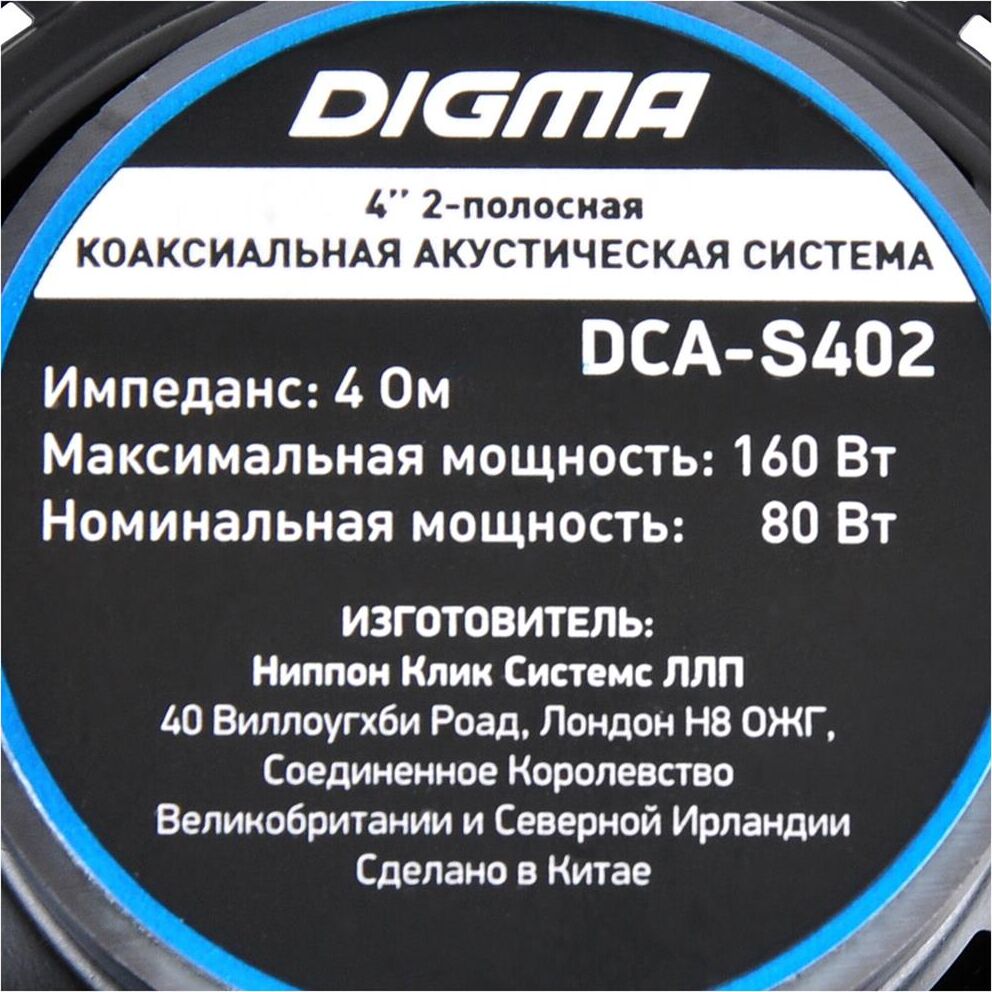 DIGMA
4’’ 2-полосная
КОАКСИАЛЬНАЯ АКУСТИЧЕСКАЯ СИСТЕМА
DCA-S402
Импеданс: 4 Ом
Максимальная мощность: 160 Вт
Номинальная мощность: 80 Вт
ИЗГОТОВИТЕЛЬ:
Ниппон Клик Системс ЛЛП
40 Виллоугхби Роад, Лондон Н8 ОЖГ,
Соединенное Королевство
Великобритании и Северной Ирландии
Сделано в Китае